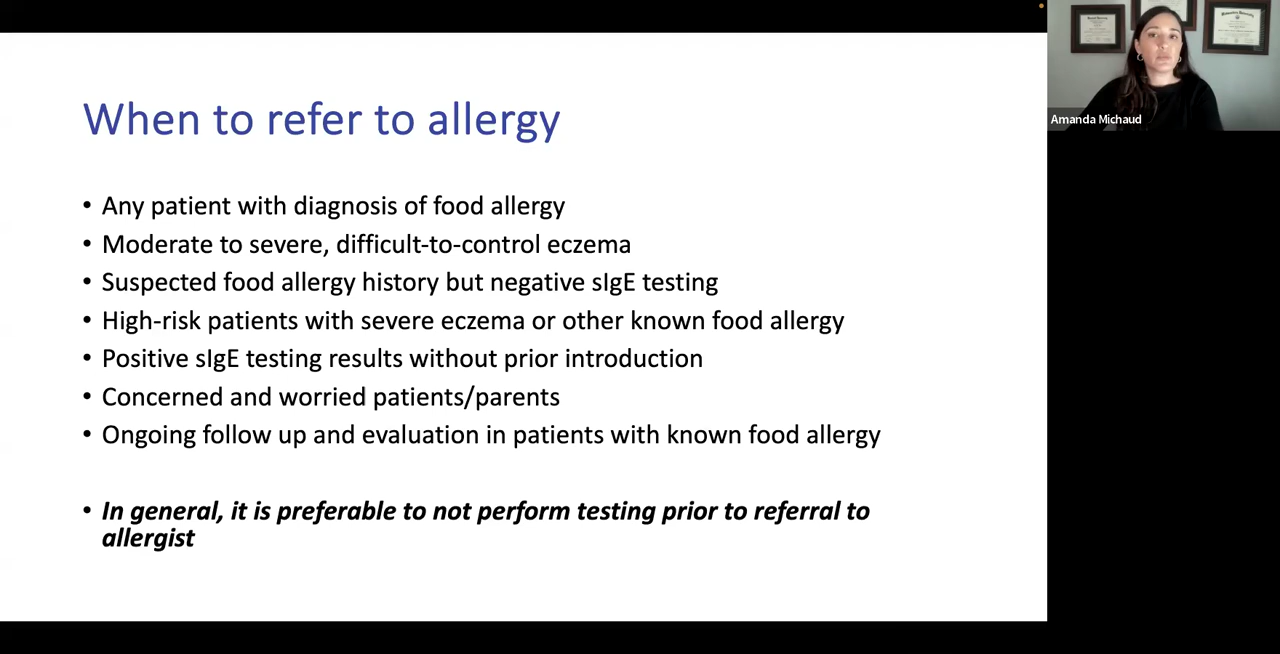 When to refer to allergy
• Any patient with diagnosis of food allergy
• Moderate to severe, difficult-to-control eczema
• Suspected food allergy history but negative sIgE testing
• High-risk patients with severe eczema or other known food allergy
• Positive sIgE testing results without prior introduction
• Concerned and worried patients/parents
• Ongoing follow up and evaluation in patients with known food allergy
• In general, it is preferable to not perform testing prior to referral to
allergist
Amanda Michaud